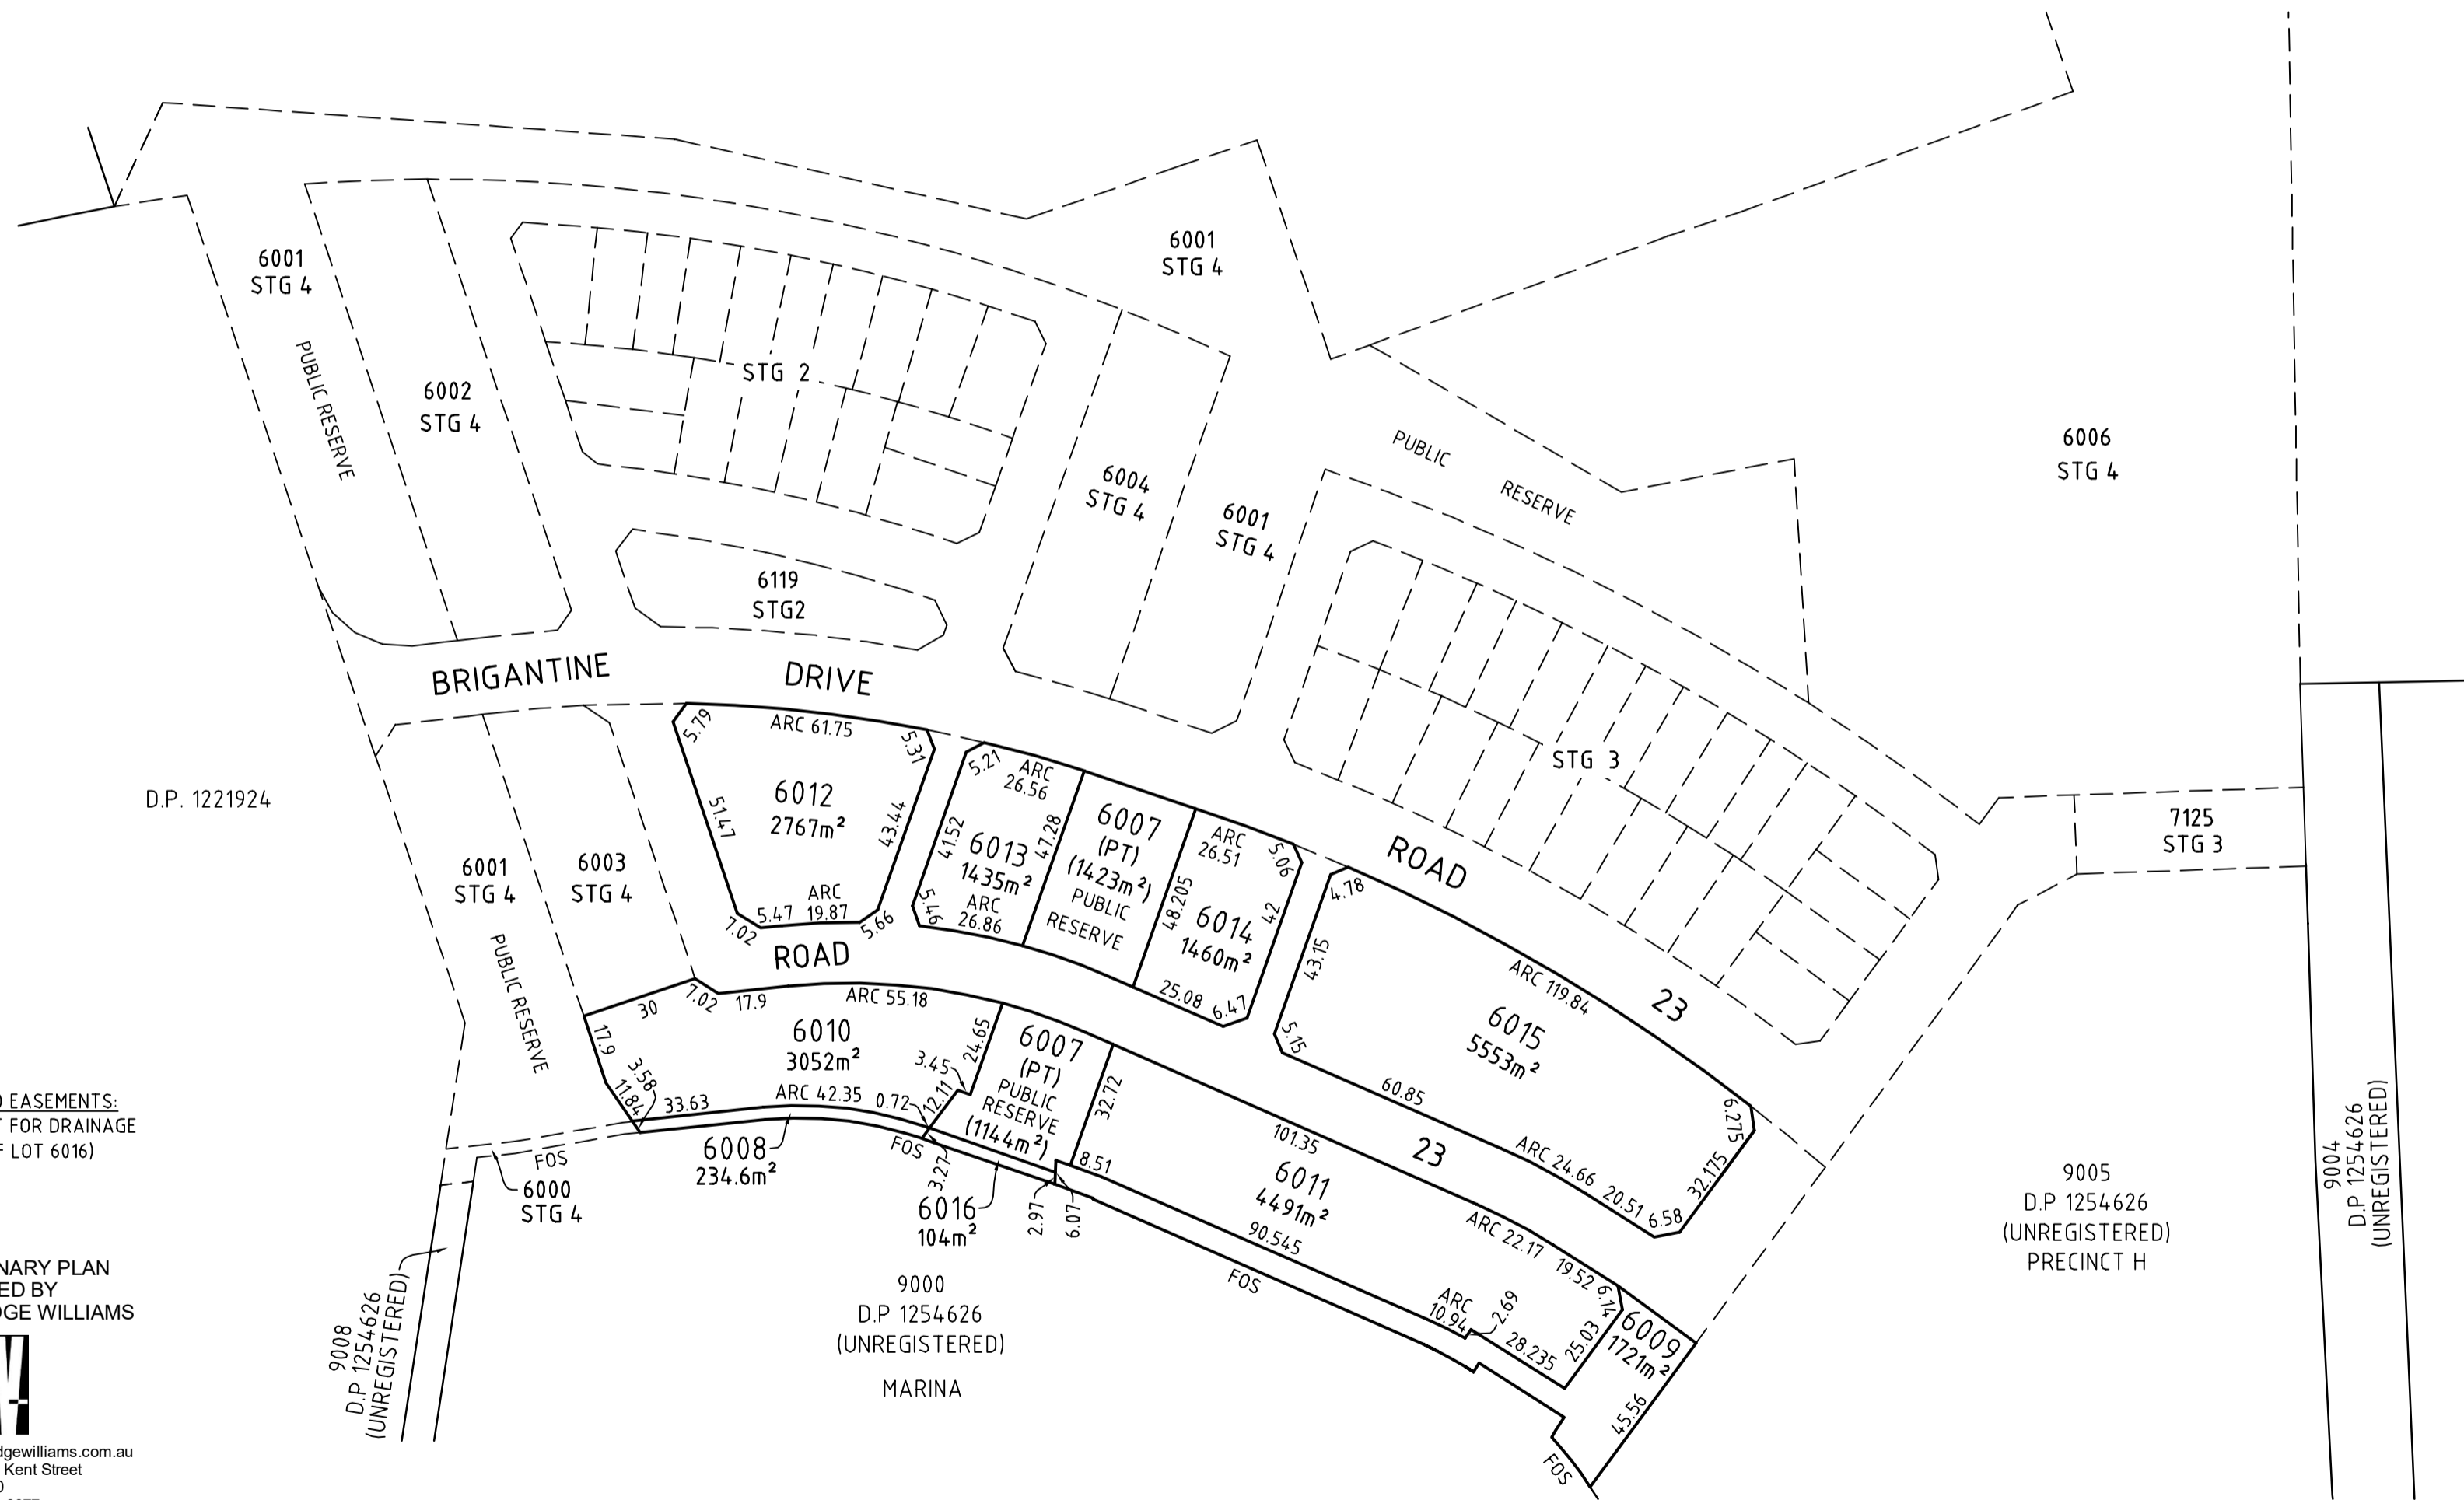 6001
STG 4
6001
STG 4
PUBLIC RESERVE
6002
STG 4
STG 2
PUBLIC
RESERVE
6006
STG 4
6004
STG 4
6001
STG 4
6119
STG2
BRIGANTINE
DRIVE
ROAD
23
STG 3
7125
STG 3
D.P. 1221924
6001
STG 4
PUBLIC RESERVE
6003
STG 4
5.79
ARC 61.75
5.31
51.47
6012
2767m²
43.44
ARC
5.47 19.87
7.02
5.66
5.21
ARC
26.56
41.52
6013
1435m²
47.28
5.46
ARC
26.86
6007
(PT)
(1423m²)
PUBLIC
RESERVE
ARC
26.51
5.06
48.205
6014
1460m²
42
25.08
6.47
4.78
43.15
ARC 119.84
6015
5553m²
5.15
60.85
ARC 24.66
20.51
6.58
32.175
6.275
ROAD
23
30
7.02
17.9
ARC 55.18
17.9
6010
3052m²
3.58
11.84
33.63
ARC 42.35
0.72
3.45
24.65
12.11
6007
(PT)
PUBLIC
RESERVE
(1144m²)
32.72
8.51
101.35
6011
4491m²
90.545
ARC 22.17
19.52
6.14
ARC
10.94
2.69
28.235
25.03
6009
1721m²
45.56
FOS
FOS
FOS
FOS
6008
234.6m²
3.27
6016
104m²
2.97
6.07
6000
STG 4
9008
D.P 1254626
(UNREGISTERED)
9000
D.P 1254626
(UNREGISTERED)
MARINA
9005
D.P 1254626
(UNREGISTERED)
PRECINCT H
9004
D.P 1254626
(UNREGISTERED)
EASEMENTS:
FOR DRAINAGE
LOT 6016)
NARY PLAN
ED BY
DGE WILLIAMS
dgewilliams.com.au
Kent Street